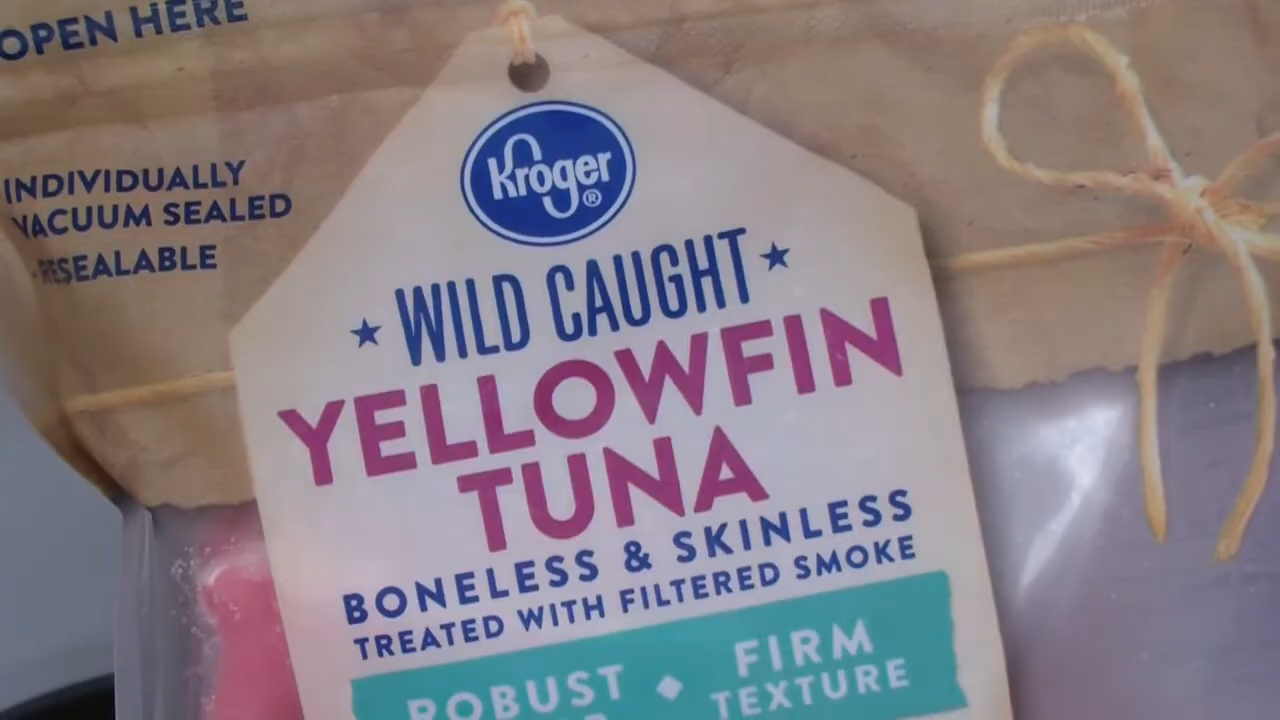 OPEN HERE
INDIVIDUALLY
VACUUM SEALED
RESEALABLE
Kroger®
WILD CAUGHT
YELLOWFIN
TUNA
BONELESS & SKINLESS
TREATED WITH FILTERED SMOKE
ROBUST
FIRM
TEXTURE